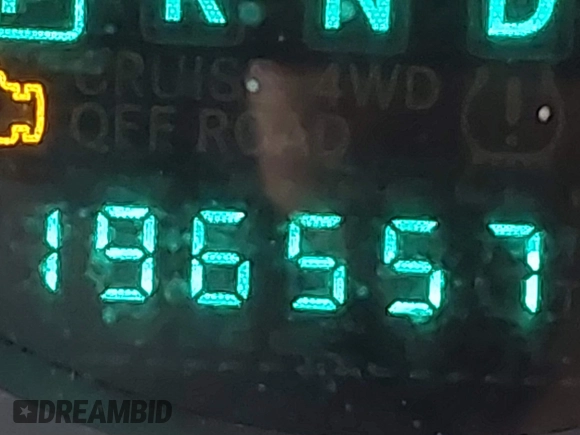 P R N D
CRUISE 4WD
OFF ROAD
196557
DREAMBID